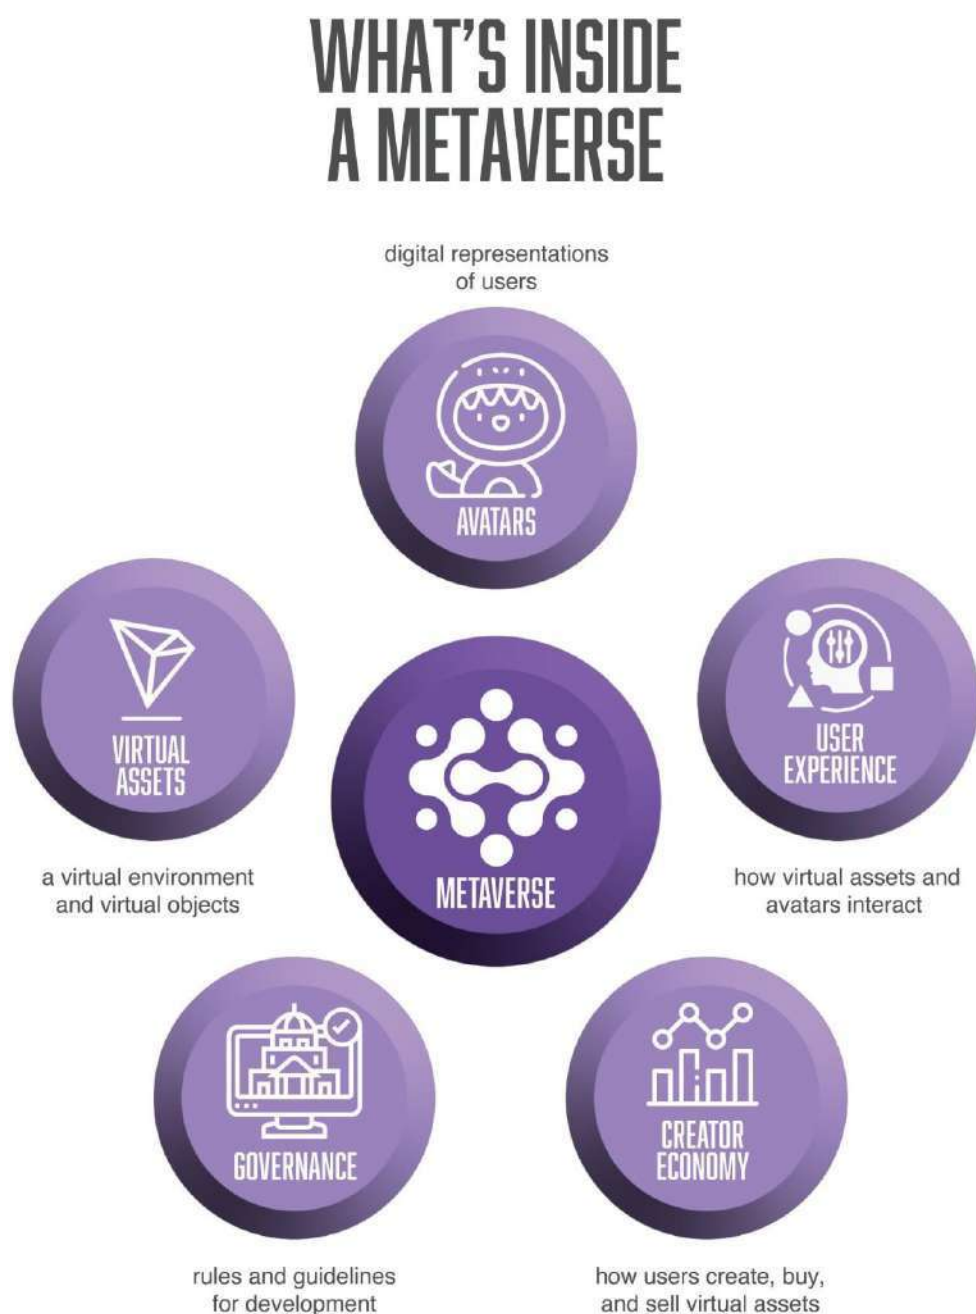 WHAT'S INSIDE
A METAVERSE
digital representations
of users
AVATARS
VIRTUAL
ASSETS
a virtual environment
and virtual objects
METAVERSE
USER
EXPERIENCE
how virtual assets and
avatars interact
GOVERNANCE
rules and guidelines
for development
CREATOR
ECONOMY
how users create, buy,
and sell virtual assets